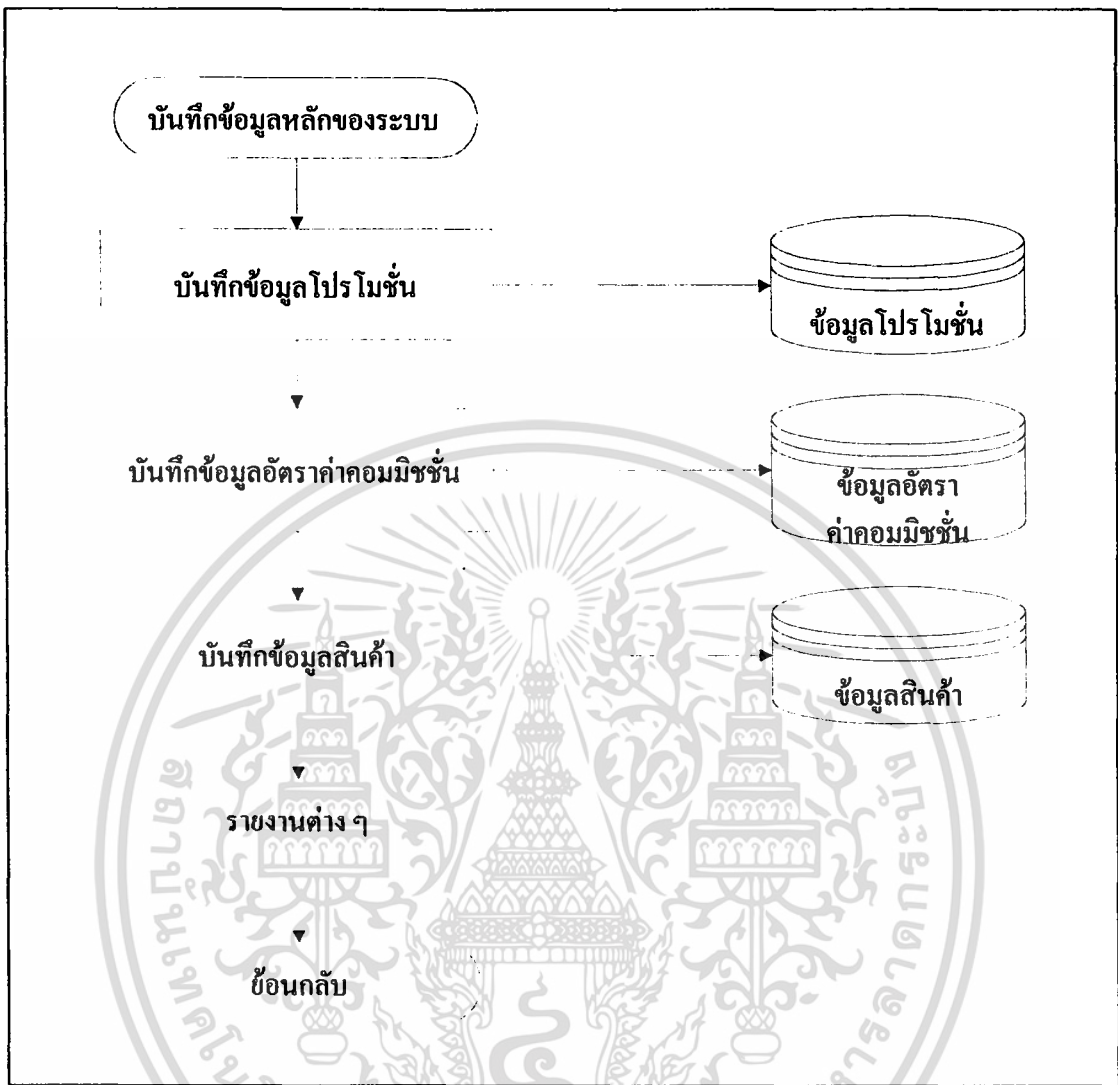 บันทึกข้อมูลหลักของระบบ
บันทึกข้อมูลโปรโมชั่น
ข้อมูลโปรโมชั่น
บันทึกข้อมูลอัตราค่าคอมมิชชั่น
ข้อมูลอัตรา
ค่าคอมมิชชั่น
บันทึกข้อมูลสินค้า
ข้อมูลสินค้า
รายงานต่าง ๆ
ย้อนกลับ